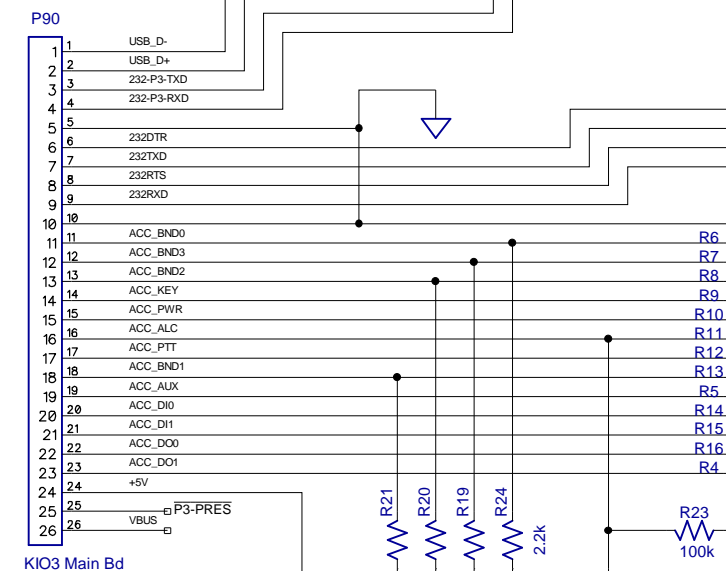 P90
1 1 USB_D-
2 2 USB_D+
3 3 232-P3-TXD
4 4 232-P3-RXD
5 5
6 6 232DTR
7 7 232TXD
8 8 232RTS
9 9 232RXD
10 10
11 11 ACC_BND0 R6
12 12 ACC_BND3 R7
13 13 ACC_BND2 R8
14 14 ACC_KEY R9
15 15 ACC_PWR R10
16 16 ACC_ALC R11
17 17 ACC_PTT R12
18 18 ACC_BND1 R13
19 19 ACC_AUX R5
20 20 ACC_DI0 R14
21 21 ACC_DI1 R15
22 22 ACC_DO0 R16
23 23 ACC_DO1 R4
24 24 +5V
25 25 P3-PRES
26 26 VBUS
R21 R20 R19 R24 2.2k
R23
100k
KIO3 Main Bd